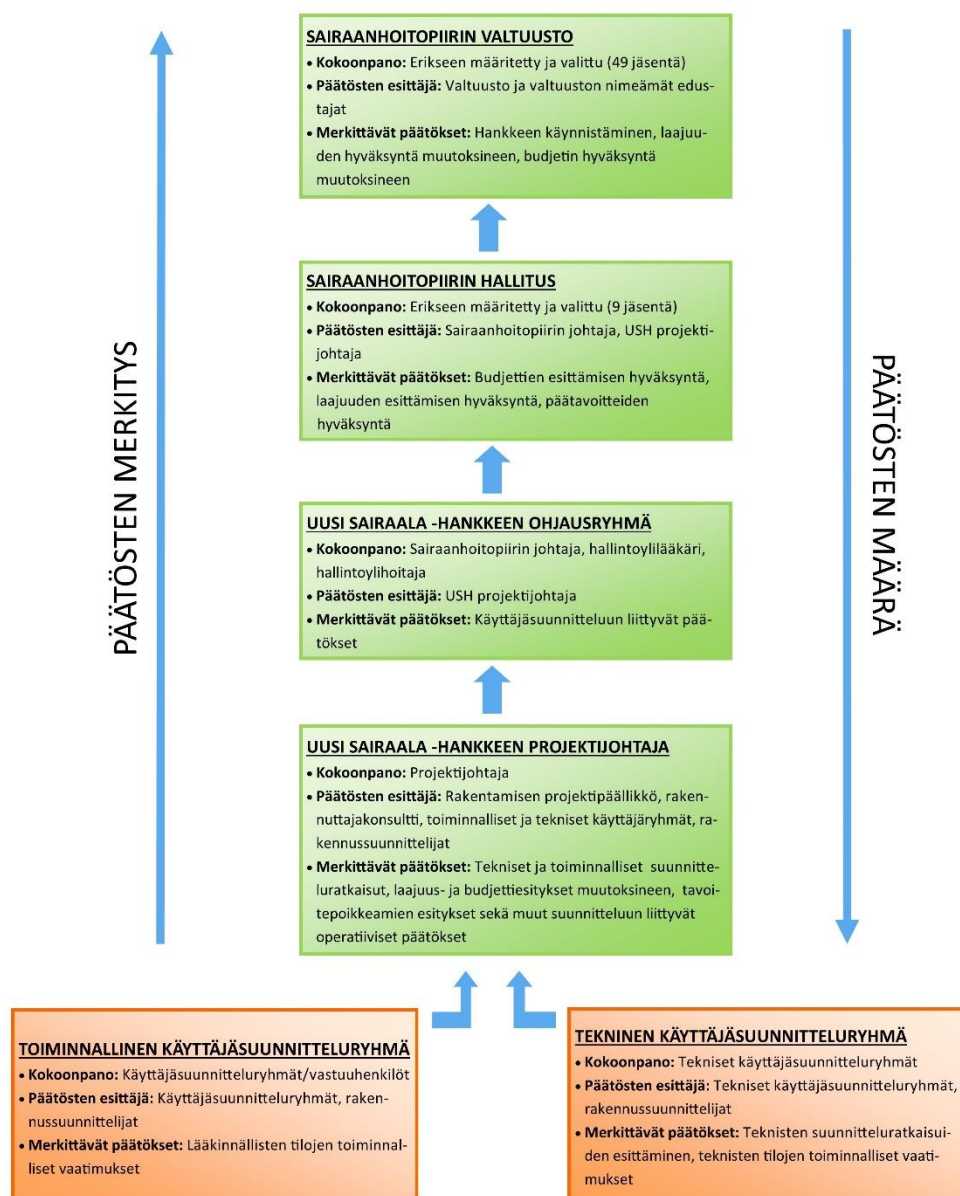 SAIRAANHOITOPIIRIN VALTUUSTO
• Kokoonpano: Erikseen määritetty ja valittu (49 jäsentä)
• Päätösten esittäjä: Valtuusto ja valtuuston nimeämät edus-
tajat
• Merkittävät päätökset: Hankkeen käynnistäminen, laajuu-
den hyväksyntä muutoksineen, budjetin hyväksyntä
muutoksineen
SAIRAANHOITOPIIRIN HALLITUS
• Kokoonpano: Erikseen määritetty ja valittu (9 jäsentä)
• Päätösten esittäjä: Sairaanhoitopiirin johtaja, USH projekti-
johtaja
• Merkittävät päätökset: Budjettien esittämisen hyväksyntä,
laajuuden esittämisen hyväksyntä, päätavoitteiden
hyväksyntä
PÄÄTÖSTEN MERKITYS
PÄÄTÖSTEN MÄÄRÄ
UUSI SAIRAALA -HANKKEEN OHJAUSRYHMÄ
• Kokoonpano: Sairaanhoitopiirin johtaja, hallintoylilääkäri,
hallintoylihoitaja
• Päätösten esittäjä: USH projektijohtaja
• Merkittävät päätökset: Käyttäjäsuunnitteluun liittyvät pää-
tökset
UUSI SAIRAALA -HANKKEEN PROJEKTIJOHTAJA
• Kokoonpano: Projektijohtaja
• Päätösten esittäjä: Rakentamisen projektipäällikkö, raken-
nuttajakonsultti, toiminnalliset ja tekniset käyttäjäryhmät, ra-
kennussuunnittelijat
• Merkittävät päätökset: Tekniset ja toiminnalliset suunnitte-
luratkaisut, laajuus- ja budjettiesitykset muutoksineen, tavoi-
tepoikkeamien esitykset sekä muut suunnitteluun liittyvät
operatiiviset päätökset
TOIMINNALLINEN KÄYTTÄJÄSUUNNITTELURYHMÄ
• Kokoonpano: Käyttäjäsuunnitteluryhmät/vastuuhenkilöt
• Päätösten esittäjä: Käyttäjäsuunnitteluryhmät, raken-
nussuunnittelijat
• Merkittävät päätökset: Lääkinnällisten tilojen toiminnal-
liset vaatimukset
TEKNINEN KÄYTTÄJÄSUUNNITTELURYHMÄ
• Kokoonpano: Tekniset käyttäjäsuunnitteluryhmät
• Päätösten esittäjä: Tekniset käyttäjäsuunnitteluryhmät,
rakennussuunnittelijat
• Merkittävät päätökset: Teknisten suunnitteluratkaisui-
den esittäminen, teknisten tilojen toiminnalliset vaati-
mukset